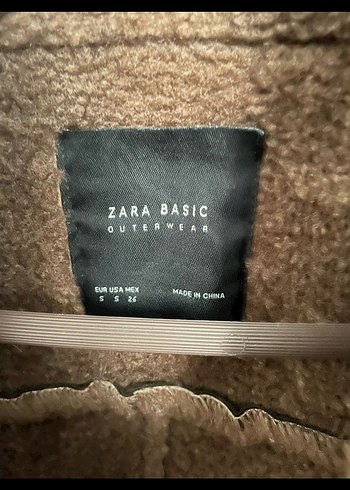 ZARA BASIC
OUTERWEAR
EUR USA MEX
S S 26
MADE IN CHINA